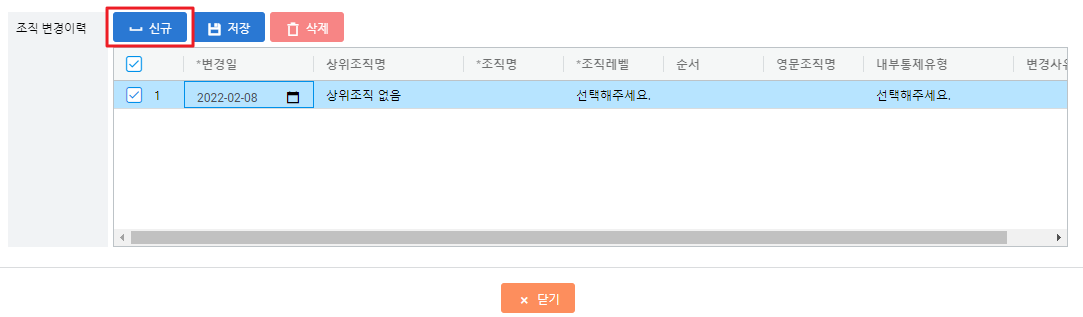 조직 변경이력
신규 저장 삭제
*변경일 상위조직명 *조직명 *조직레벨 순서 영문조직명 내부통제유형 변경사유
1 2022-02-08 상위조직 없음 선택해주세요. 선택해주세요.
× 닫기